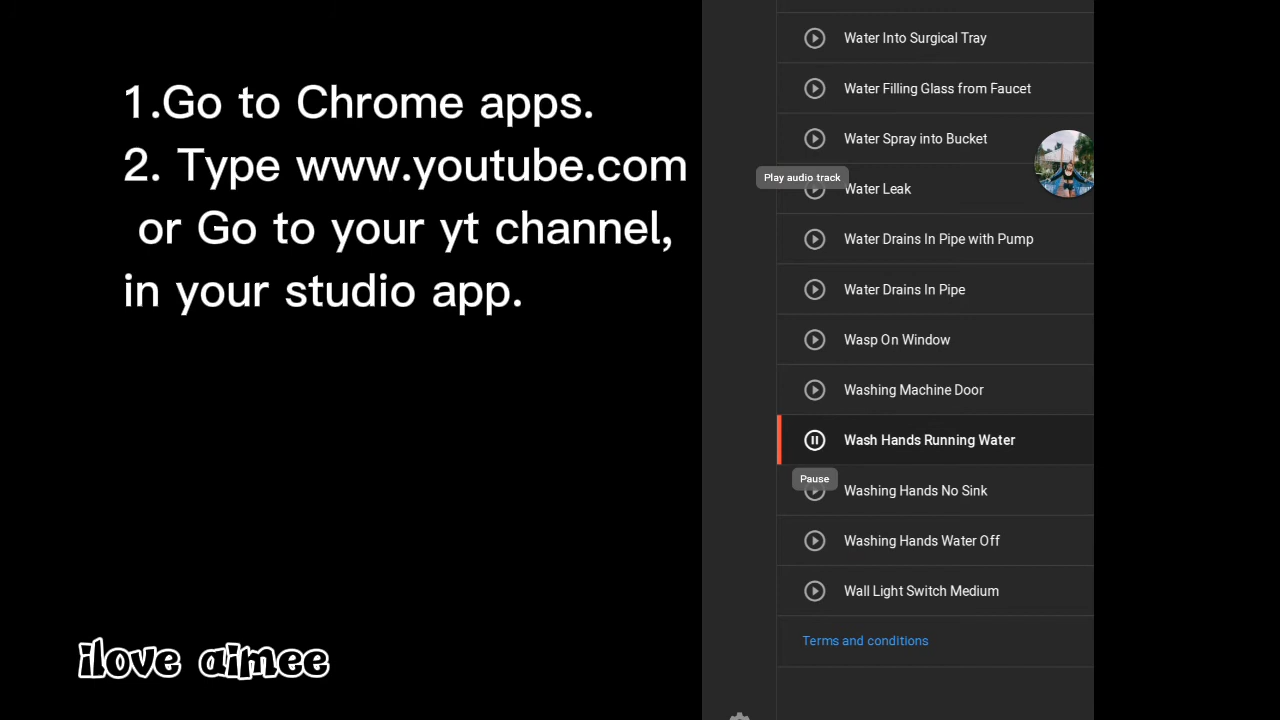 1.Go to Chrome apps.
2. Type www.youtube.com
or Go to your yt channel,
in your studio app.
ilove aimee
Water Into Surgical Tray
Water Filling Glass from Faucet
Water Spray into Bucket
Play audio track
Water Leak
Water Drains In Pipe with Pump
Water Drains In Pipe
Wasp On Window
Washing Machine Door
Wash Hands Running Water
Pause
Washing Hands No Sink
Washing Hands Water Off
Wall Light Switch Medium
Terms and conditions